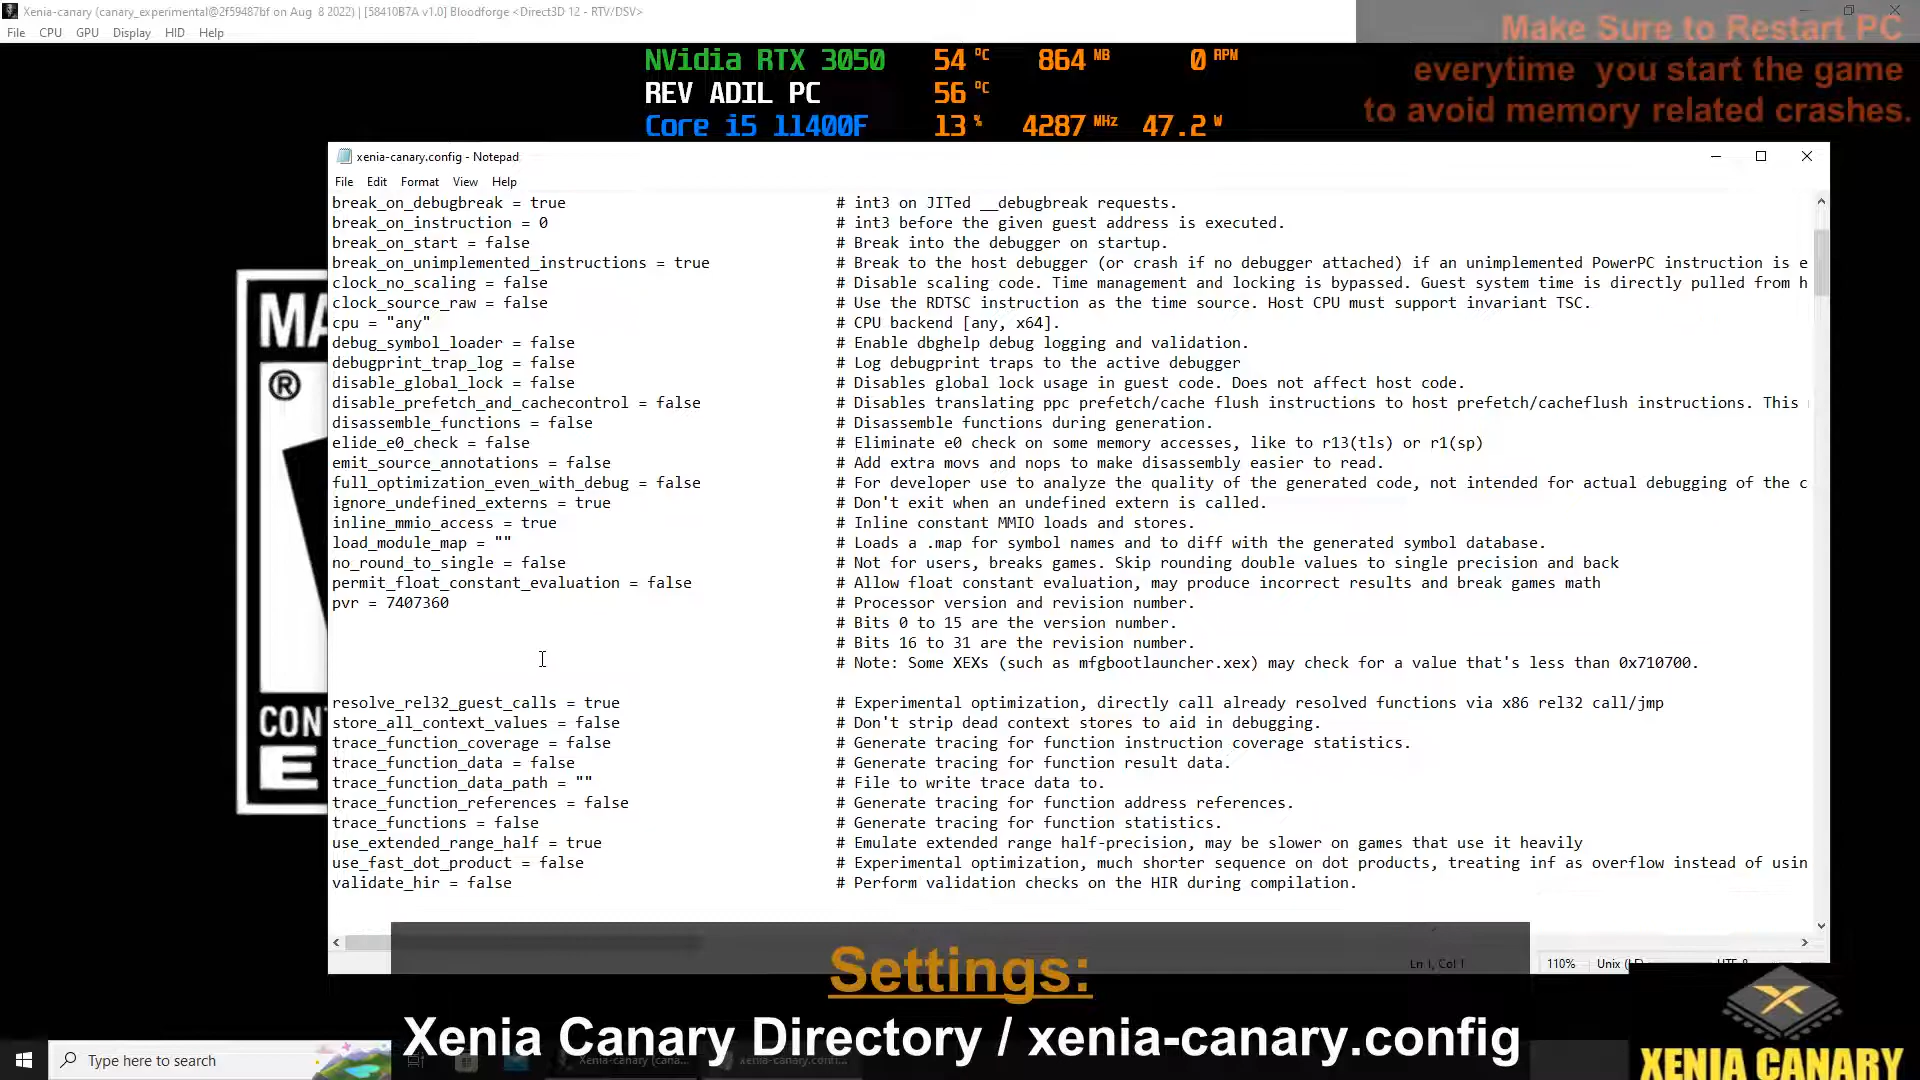 Xenia-canary (canary_experimental@2f59487bf on Aug 8 2022) | [58410B7A v1.0] Bloodforge <Direct3D 12 - RTV/DSV>
File CPU GPU Display HID Help
Make Sure to Restart PC
everytime you start the game
to avoid memory related crashes.
NVidia RTX 3050 54 °C 864 MB 0 RPM
REV ADIL PC 56 °C
Core i5 11400F 13 % 4287 MHz 47.2 W
xenia-canary.config - Notepad
File Edit Format View Help
break_on_debugbreak = true # int3 on JITed __debugbreak requests.
break_on_instruction = 0 # int3 before the given guest address is executed.
break_on_start = false # Break into the debugger on startup.
break_on_unimplemented_instructions = true # Break to the host debugger (or crash if no debugger attached) if an unimplemented PowerPC instruction is e
clock_no_scaling = false # Disable scaling code. Time management and locking is bypassed. Guest system time is directly pulled from h
clock_source_raw = false # Use the RDTSC instruction as the time source. Host CPU must support invariant TSC.
cpu = "any" # CPU backend [any, x64].
debug_symbol_loader = false # Enable dbghelp debug logging and validation.
debugprint_trap_log = false # Log debugprint traps to the active debugger
disable_global_lock = false # Disables global lock usage in guest code. Does not affect host code.
disable_prefetch_and_cachecontrol = false # Disables translating ppc prefetch/cache flush instructions to host prefetch/cacheflush instructions. This
disassemble_functions = false # Disassemble functions during generation.
elide_e0_check = false # Eliminate e0 check on some memory accesses, like to r13(tls) or r1(sp)
emit_source_annotations = false # Add extra movs and nops to make disassembly easier to read.
full_optimization_even_with_debug = false # For developer use to analyze the quality of the generated code, not intended for actual debugging of the c
ignore_undefined_externs = true # Don't exit when an undefined extern is called.
inline_mmio_access = true # Inline constant MMIO loads and stores.
load_module_map = "" # Loads a .map for symbol names and to diff with the generated symbol database.
no_round_to_single = false # Not for users, breaks games. Skip rounding double values to single precision and back
permit_float_constant_evaluation = false # Allow float constant evaluation, may produce incorrect results and break games math
pvr = 7407360 # Processor version and revision number.
# Bits 0 to 15 are the version number.
# Bits 16 to 31 are the revision number.
# Note: Some XEXs (such as mfgbootlauncher.xex) may check for a value that's less than 0x710700.
resolve_rel32_guest_calls = true # Experimental optimization, directly call already resolved functions via x86 rel32 call/jmp
store_all_context_values = false # Don't strip dead context stores to aid in debugging.
trace_function_coverage = false # Generate tracing for function instruction coverage statistics.
trace_function_data = false # Generate tracing for function result data.
trace_function_data_path = "" # File to write trace data to.
trace_function_references = false # Generate tracing for function address references.
trace_functions = false # Generate tracing for function statistics.
use_extended_range_half = true # Emulate extended range half-precision, may be slower on games that use it heavily
use_fast_dot_product = false # Experimental optimization, much shorter sequence on dot products, treating inf as overflow instead of usin
validate_hir = false # Perform validation checks on the HIR during compilation.
MA
®
CONT
E
Ln 1, Col 1 110% Unix (LF) UTF-8
Settings:
Xenia Canary Directory / xenia-canary.config
Type here to search
Xenia-canary (cana...
xenia-canary.confi...
XENIA CANARY